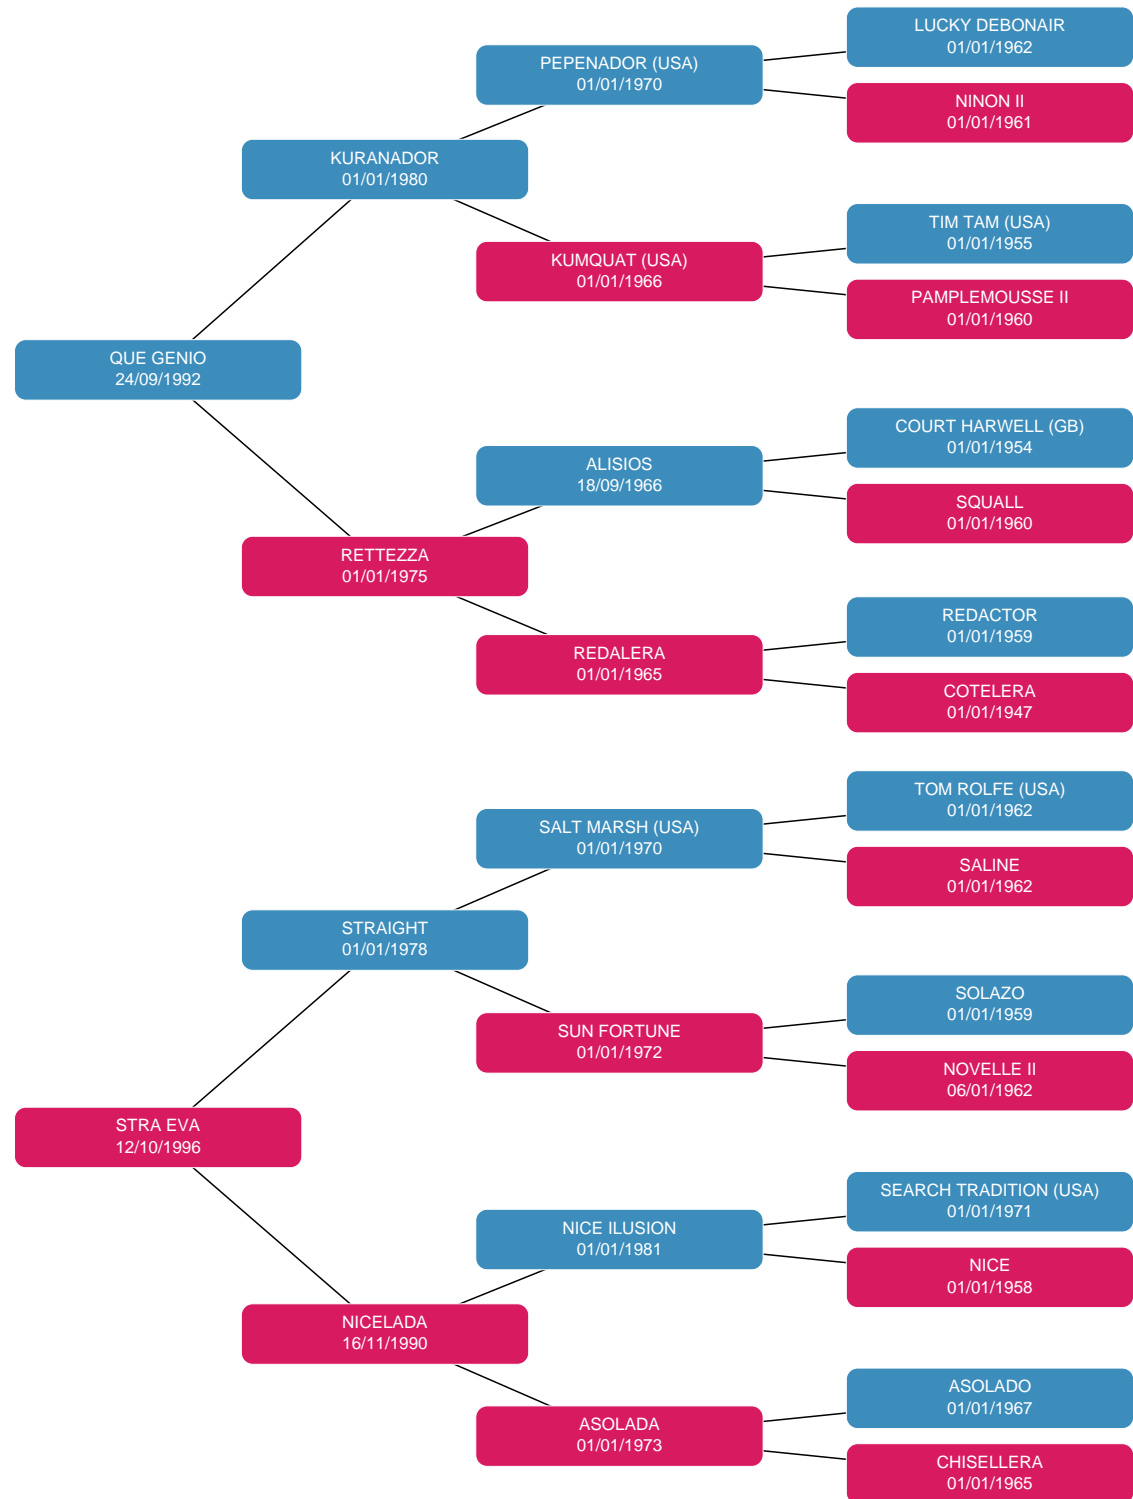 LUCKY DEBONAIR
01/01/1962
PEPENADOR (USA)
01/01/1970
NINON II
01/01/1961
KURANADOR
01/01/1980
TIM TAM (USA)
01/01/1955
KUMQUAT (USA)
01/01/1966
PAMPLEMOUSSE II
01/01/1960
QUE GENIO
24/09/1992
COURT HARWELL (GB)
01/01/1954
ALISIOS
18/09/1966
SQUALL
01/01/1960
RETTEZZA
01/01/1975
REDACTOR
01/01/1959
REDALERA
01/01/1965
COTELERA
01/01/1947
TOM ROLFE (USA)
01/01/1962
SALT MARSH (USA)
01/01/1970
SALINE
01/01/1962
STRAIGHT
01/01/1978
SOLAZO
01/01/1959
SUN FORTUNE
01/01/1972
NOVELLE II
06/01/1962
STRA EVA
12/10/1996
SEARCH TRADITION (USA)
01/01/1971
NICE ILUSION
01/01/1981
NICE
01/01/1958
NICELADA
16/11/1990
ASOLADO
01/01/1967
ASOLADA
01/01/1973
CHISELLERA
01/01/1965